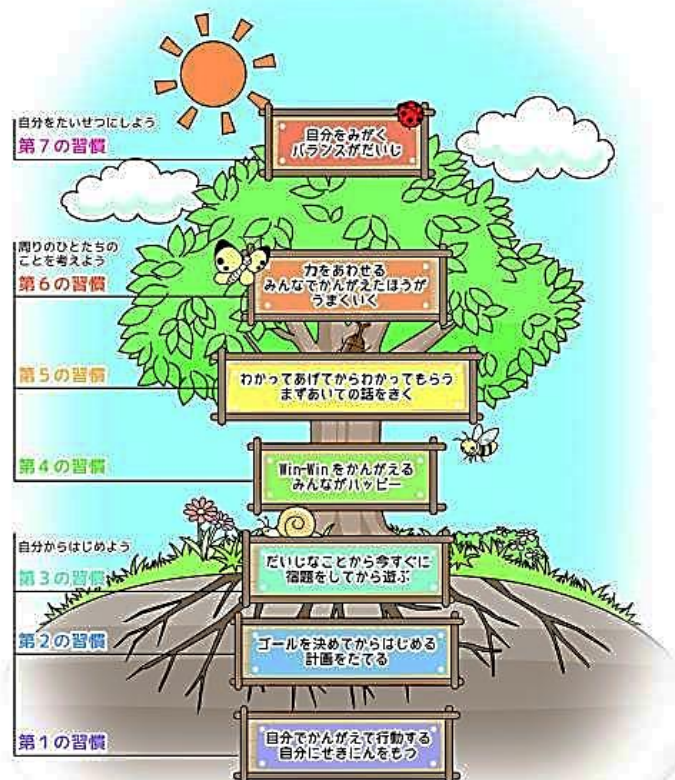 自分をたいせつにしよう
第7の習慣
自分をみがく
バランスがだいじ
周りのひとたちの
ことを考えよう
第6の習慣
力をあわせる
みんなでかんがえたほうが
うまくいく
第5の習慣
わかってあげてからわかってもらう
まずあいての話をきく
第4の習慣
Win-Winをかんがえる
みんながハッピー
自分からはじめよう
第3の習慣
だいじなことから今すぐに
宿題をしてから遊ぶ
第2の習慣
ゴールを決めてからはじめる
計画をたてる
第1の習慣
自分でかんがえて行動する
自分にせきにんをもつ